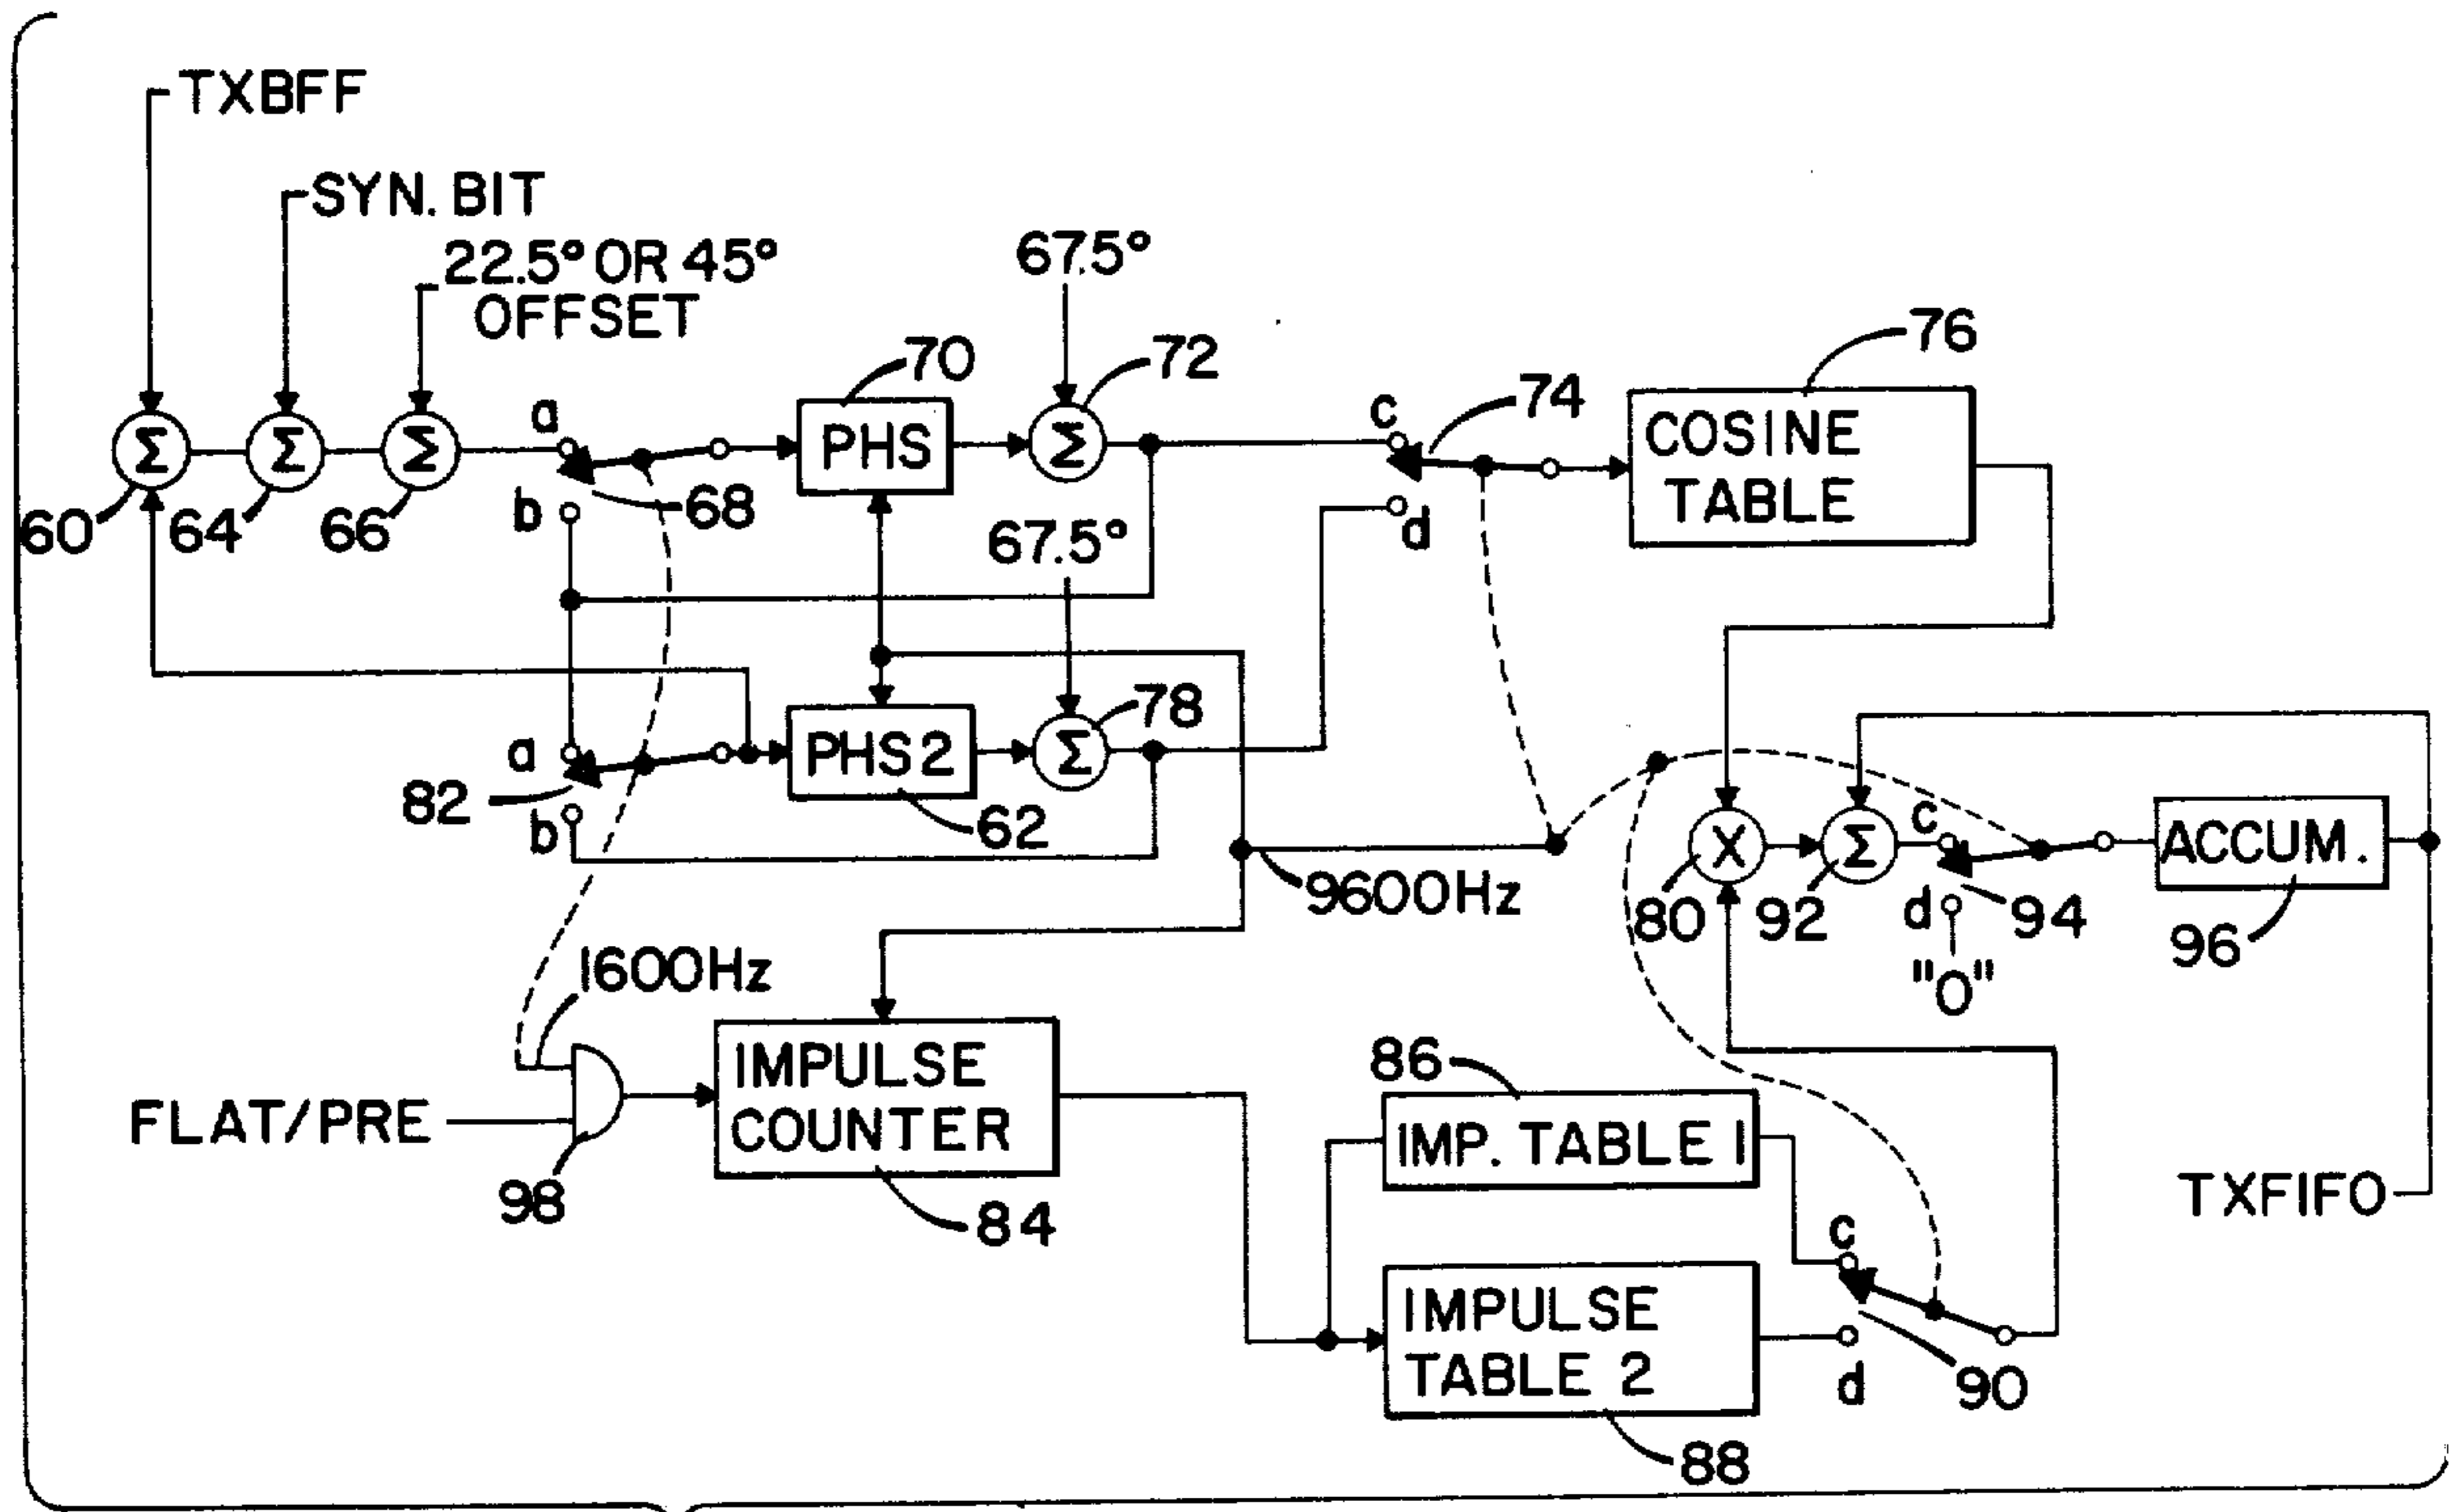 TXBFF
SYN. BIT
22.5° OR 45°
OFFSET
67.5°
70
72
76
a
c
74
Σ
Σ
Σ
PHS
Σ
COSINE
TABLE
60
64
66
b
68
67.5°
d
78
a
PHS 2
Σ
82
b
62
9600Hz
X
Σ
c
ACCUM.
80
92
d
94
96
"0"
1600Hz
FLAT/PRE
98
IMPULSE
COUNTER
84
86
IMP. TABLE 1
TXFIFO
c
IMPULSE
TABLE 2
d
90
88